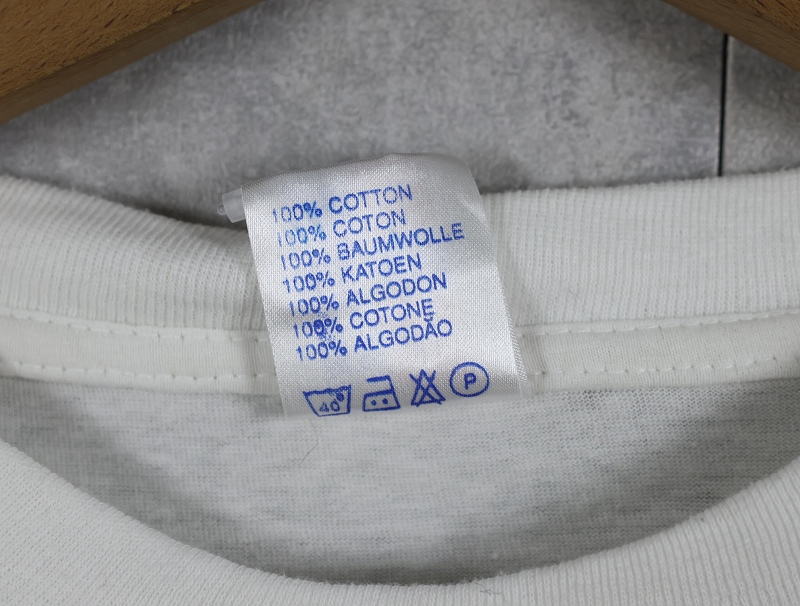 100% COTTON
100% COTON
100% BAUMWOLLE
100% KATOEN
100% ALGODON
100% COTONE
100% ALGODÃO
40° P